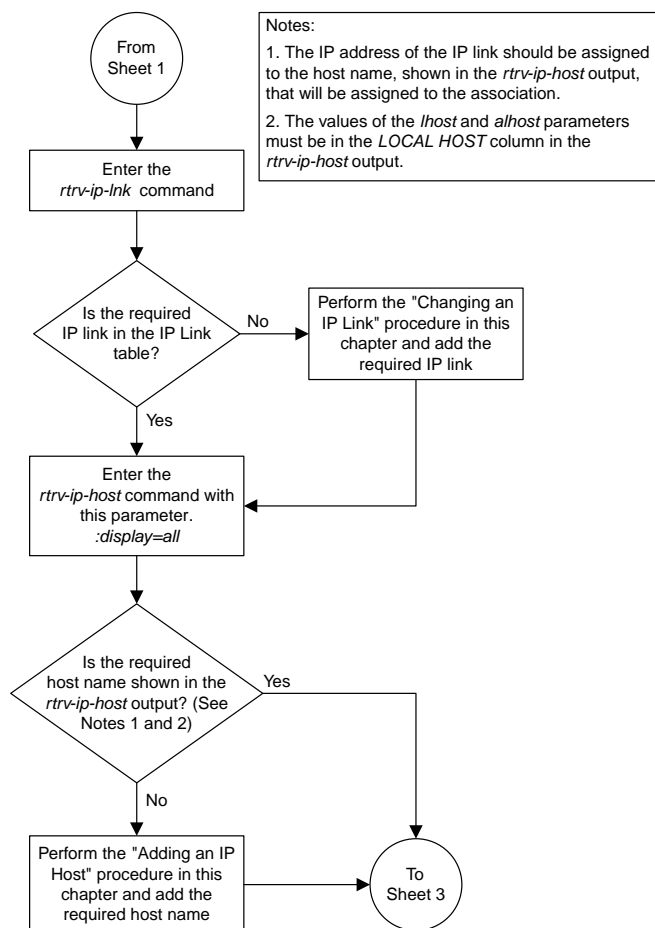 From
Sheet 1
Notes:
1. The IP address of the IP link should be assigned
to the host name, shown in the rtrv-ip-host output,
that will be assigned to the association.
2. The values of the lhost and alhost parameters
must be in the LOCAL HOST column in the
rtrv-ip-host output.
Enter the
rtrv-ip-lnk command
Is the required
IP link in the IP Link
table?
No
Perform the "Changing an
IP Link" procedure in this
chapter and add the
required IP link
Yes
Enter the
rtrv-ip-host command with
this parameter.
:display=all
Is the required
host name shown in the
rtrv-ip-host output? (See
Notes 1 and 2)
Yes
No
Perform the "Adding an IP
Host" procedure in this
chapter and add the
required host name
To
Sheet 3